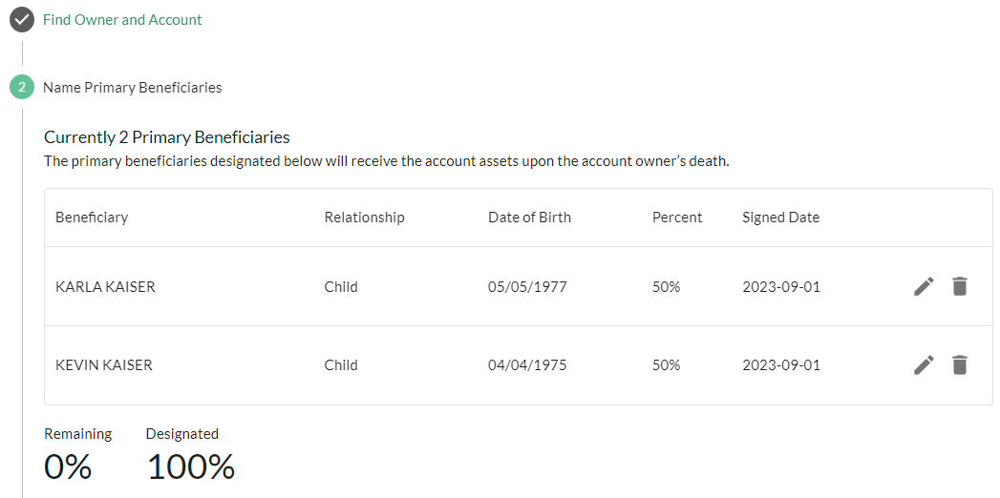 Find Owner and Account
2 Name Primary Beneficiaries
Currently 2 Primary Beneficiaries
The primary beneficiaries designated below will receive the account assets upon the account owner’s death.
Beneficiary Relationship Date of Birth Percent Signed Date
KARLA KAISER Child 05/05/1977 50% 2023-09-01
KEVIN KAISER Child 04/04/1975 50% 2023-09-01
Remaining Designated
0% 100%